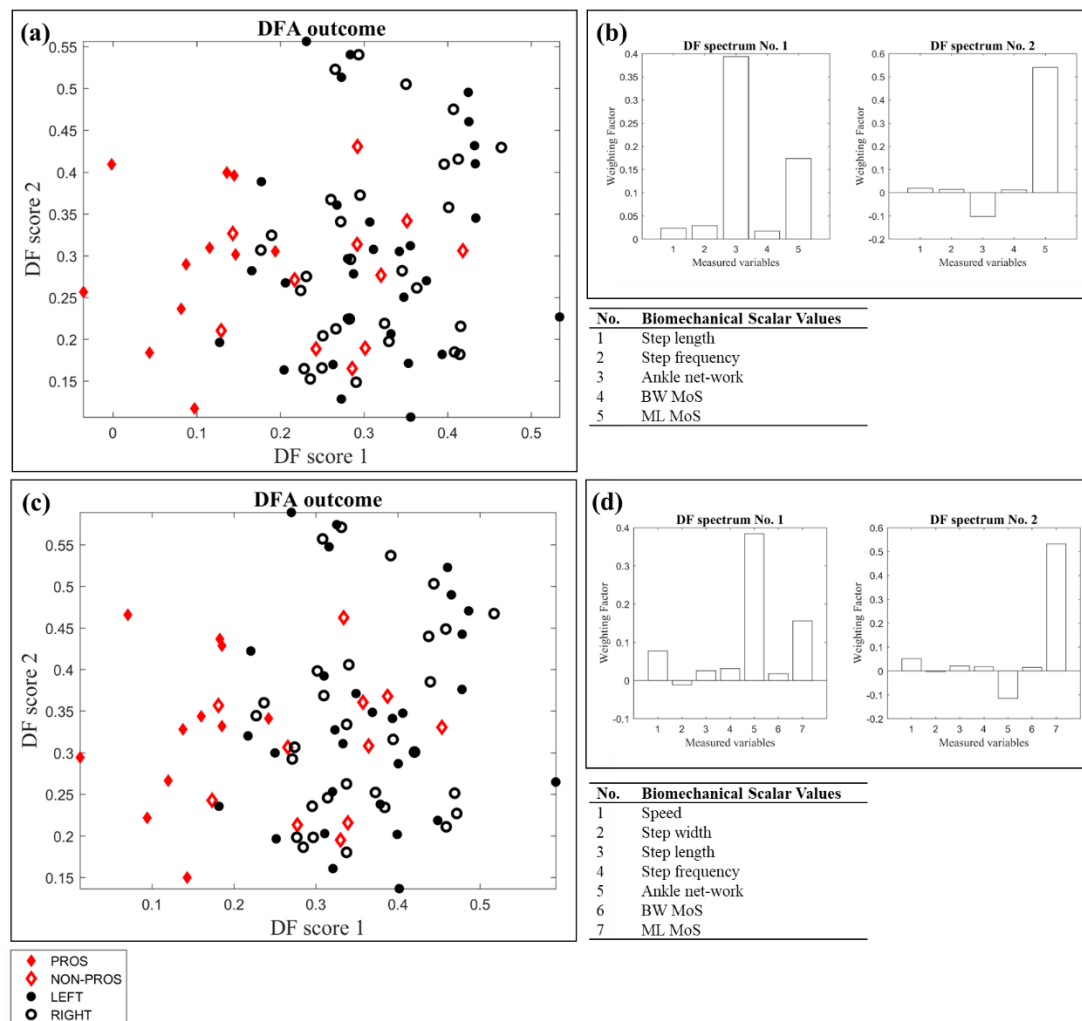 (a)
DFA outcome
0.55
0.5
0.45
0.4
0.35
0.3
0.25
0.2
0.15
DF score 2
0 0.1 0.2 0.3 0.4 0.5
DF score 1
(b)
DF spectrum No. 1
0.4
0.35
0.3
0.25
0.2
0.15
0.1
0.05
0
Weighting Factor
1 2 3 4 5
Measured variables
DF spectrum No. 2
0.6
0.5
0.4
0.3
0.2
0.1
0
-0.1
-0.2
Weighting Factor
1 2 3 4 5
Measured variables
No. Biomechanical Scalar Values
1 Step length
2 Step frequency
3 Ankle net-work
4 BW MoS
5 ML MoS
(c)
DFA outcome
0.55
0.5
0.45
0.4
0.35
0.3
0.25
0.2
0.15
DF score 2
0.1 0.2 0.3 0.4 0.5
DF score 1
(d)
DF spectrum No. 1
0.4
0.3
0.2
0.1
0
-0.1
Weighting Factor
1 2 3 4 5 6 7
Measured variables
DF spectrum No. 2
0.6
0.5
0.4
0.3
0.2
0.1
0
-0.1
-0.2
Weighting Factor
1 2 3 4 5 6 7
Measured variables
No. Biomechanical Scalar Values
1 Speed
2 Step width
3 Step length
4 Step frequency
5 Ankle net-work
6 BW MoS
7 ML MoS
PROS
NON-PROS
LEFT
RIGHT